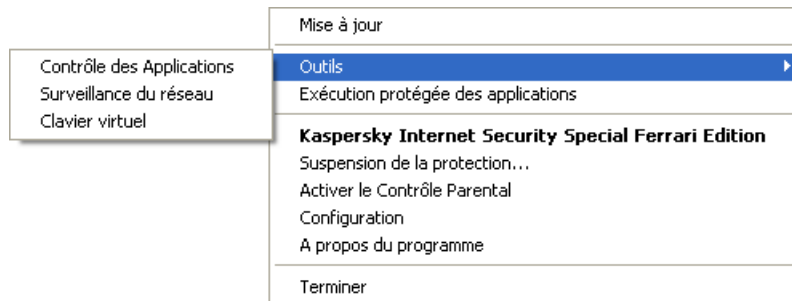 Mise à jour
Outils
Contrôle des Applications
Surveillance du réseau
Clavier virtuel
Exécution protégée des applications
Kaspersky Internet Security Special Ferrari Edition
Suspension de la protection...
Activer le Contrôle Parental
Configuration
A propos du programme
Terminer